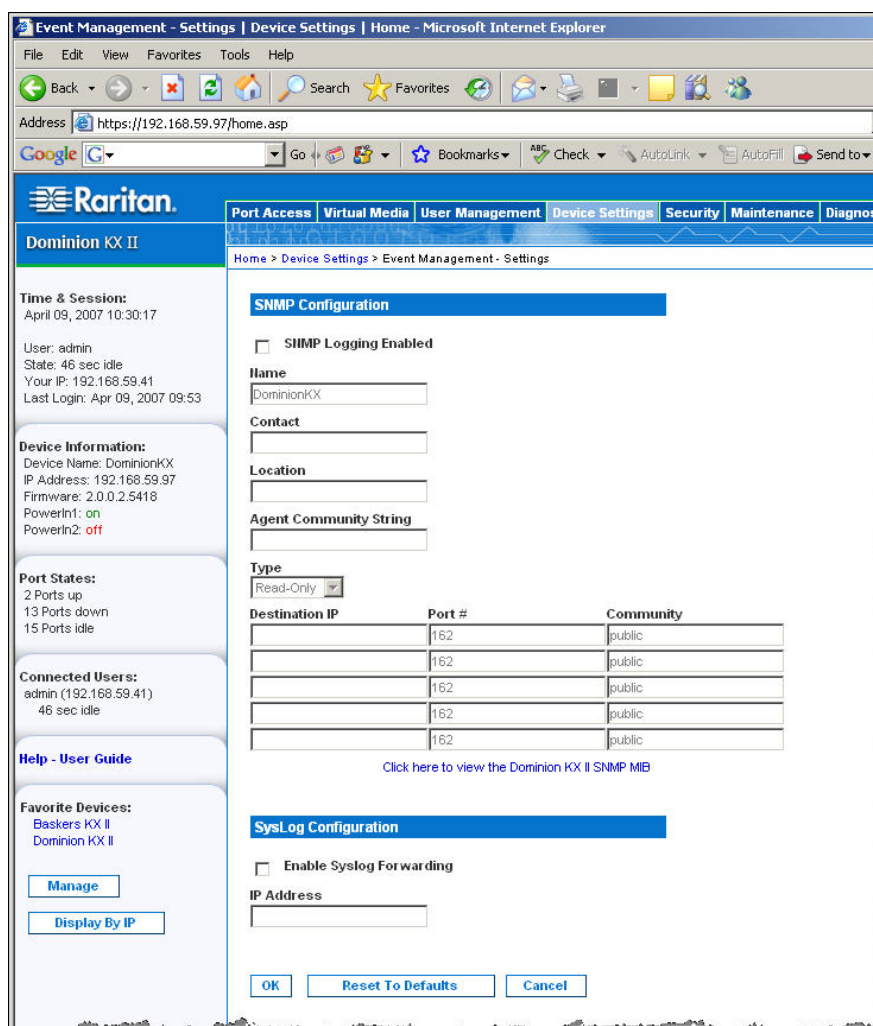 Event Management - Settings | Device Settings | Home - Microsoft Internet Explorer
File Edit View Favorites Tools Help
Back Search Favorites
Address https://192.168.59.97/home.asp
Google G Go Bookmarks ABC Check AutoLink AutoFill Send to
Raritan.
Port Access Virtual Media User Management Device Settings Security Maintenance Diagnos
Dominion KX II
Home > Device Settings > Event Management - Settings
Time & Session:
April 09, 2007 10:30:17
User: admin
State: 46 sec idle
Your IP: 192.168.59.41
Last Login: Apr 09, 2007 09:53
Device Information:
Device Name: DominionKX
IP Address: 192.168.59.97
Firmware: 2.0.0.2.5418
PowerIn1: on
PowerIn2: off
Port States:
2 Ports up
13 Ports down
15 Ports idle
Connected Users:
admin (192.168.59.41)
46 sec idle
Help - User Guide
Favorite Devices:
Baskers KX II
Dominion KX II
Manage
Display By IP
SNMP Configuration
SNMP Logging Enabled
Name
DominionKX
Contact
Location
Agent Community String
Type
Read-Only
Destination IP Port # Community
162 public
162 public
162 public
162 public
162 public
Click here to view the Dominion KX II SNMP MIB
SysLog Configuration
Enable Syslog Forwarding
IP Address
OK Reset To Defaults Cancel